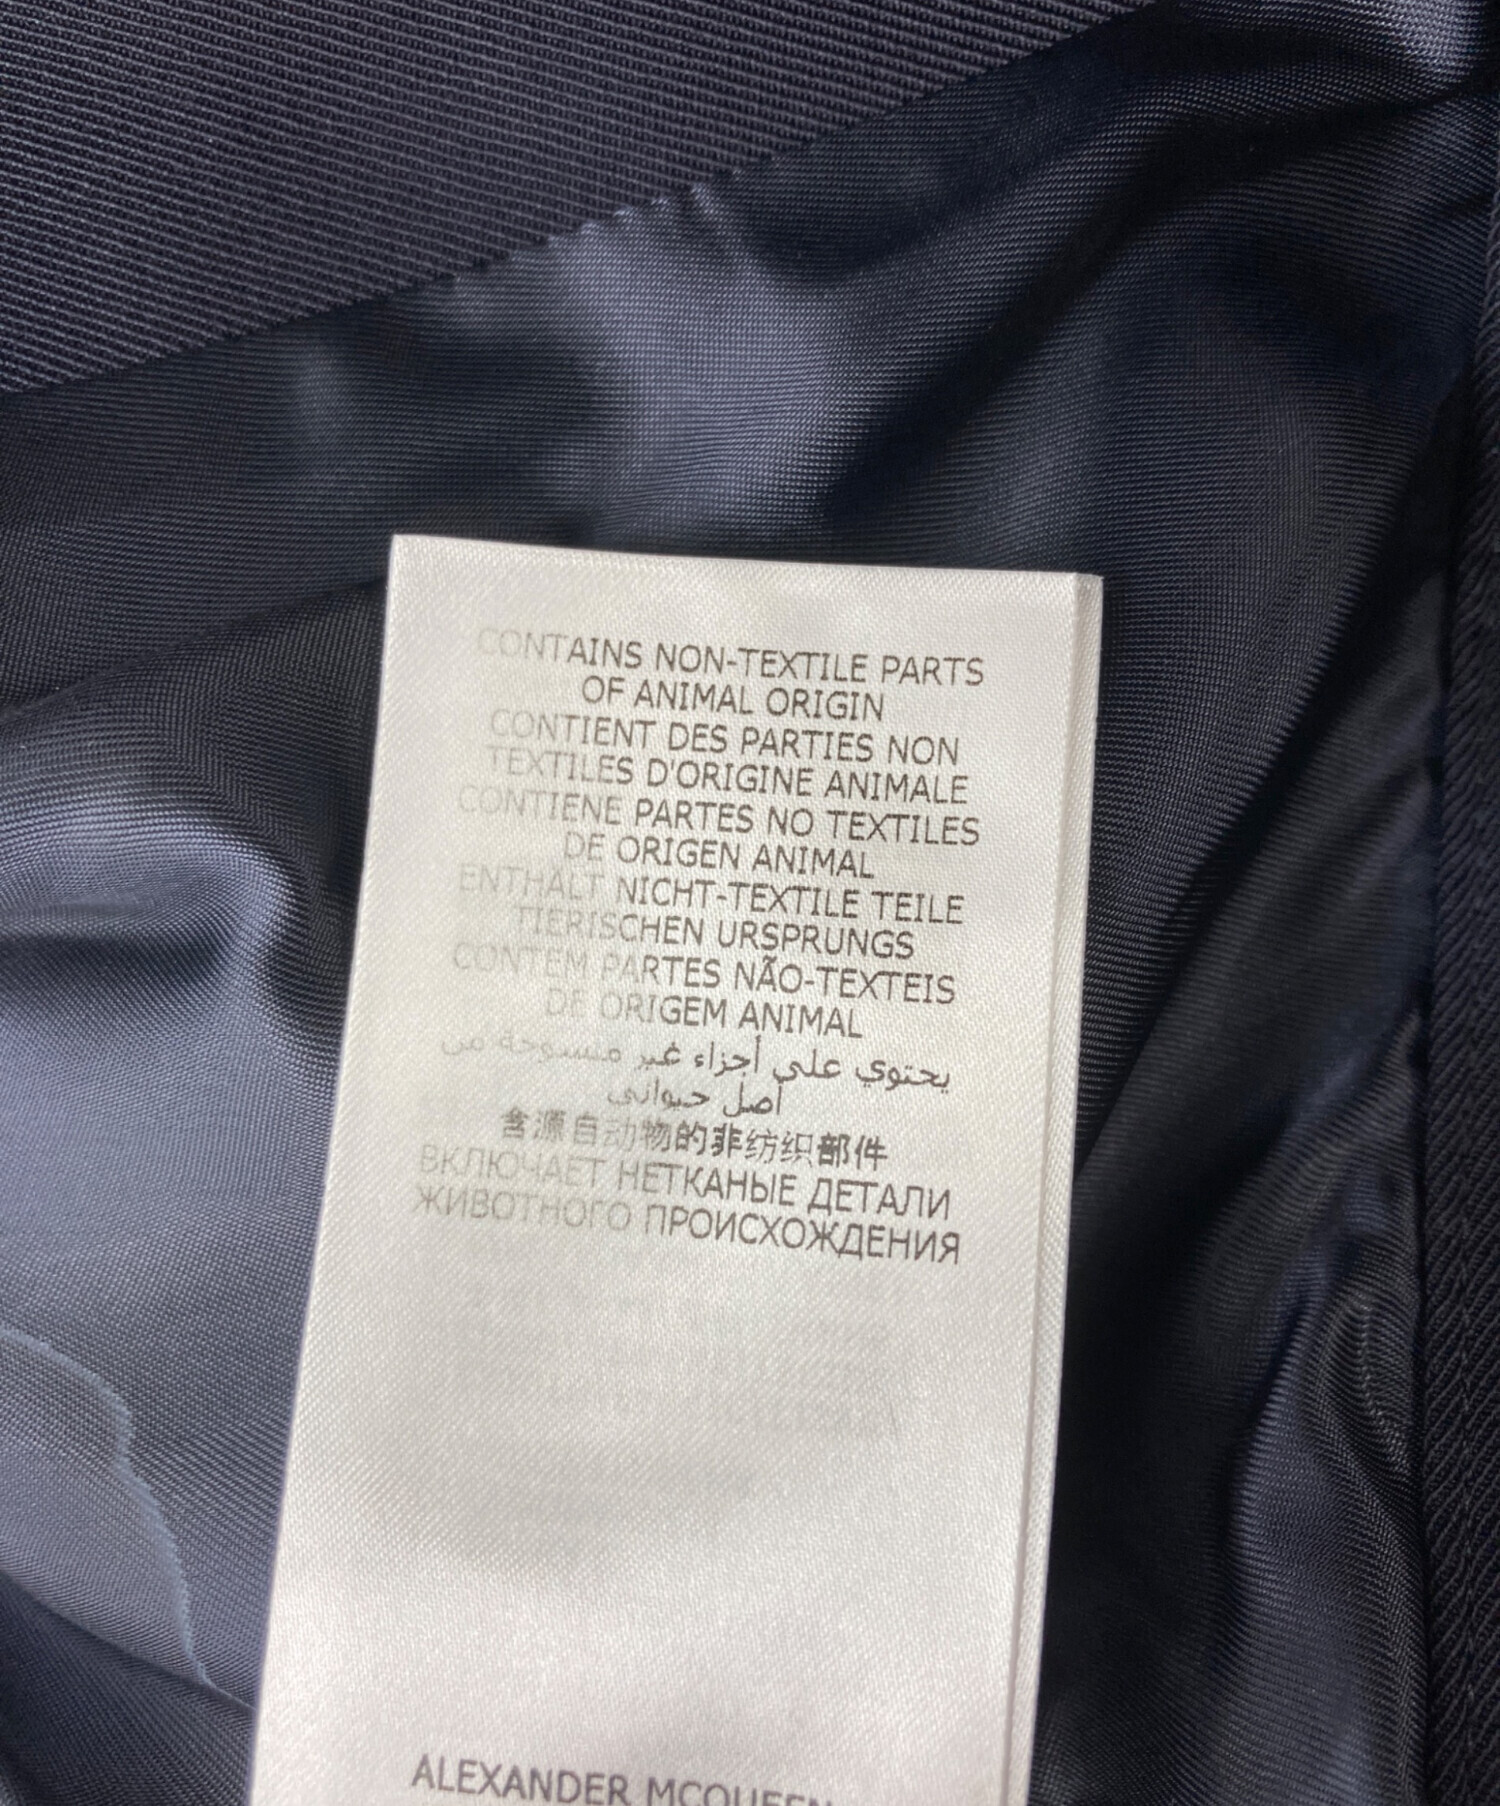 CONTAINS NON-TEXTILE PARTS
OF ANIMAL ORIGIN
CONTIENT DES PARTIES NON
TEXTILES D'ORIGINE ANIMALE
CONTIENE PARTES NO TEXTILES
DE ORIGEN ANIMAL
ENTHÄLT NICHT-TEXTILE TEILE
TIERISCHEN URSPRUNGS
CONTEM PARTES NÃO-TEXTEIS
DE ORIGEM ANIMAL
يحتوي على أجزاء غير منسوجة من
أصل حيواني
含源自动物的非纺织部件
ВКЛЮЧАЕТ НЕТКАНЫЕ ДЕТАЛИ
ЖИВОТНОГО ПРОИСХОЖДЕНИЯ
ALEXANDER MCQUEEN